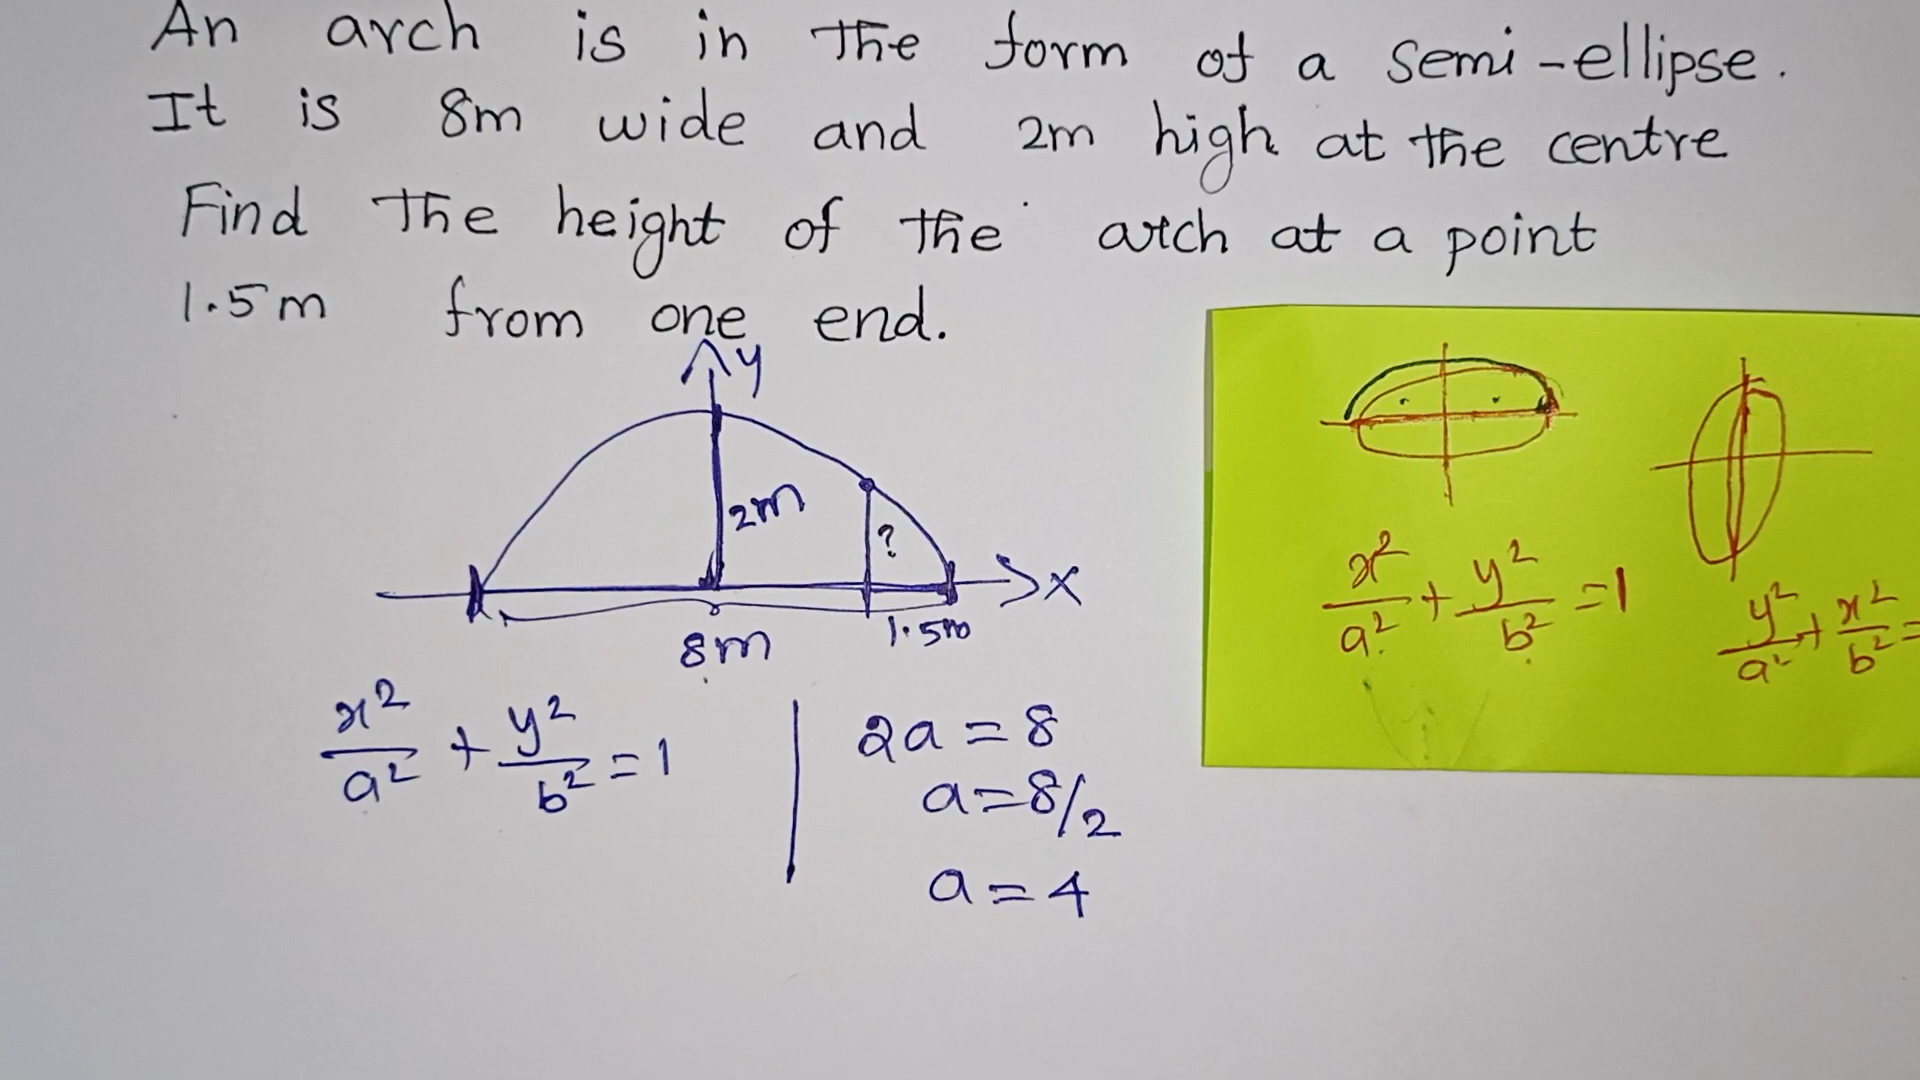 An arch is in the form of a semi-ellipse.
It is 8m wide and 2m high at the centre
Find the height of the arch at a point
1.5m from one end.
y
2m
?
x
8m
1.5m
x²/a² + y²/b² = 1
2a = 8
a = 8/2
a = 4
x²/a² + y²/b² = 1
y²/a² + x²/b² =